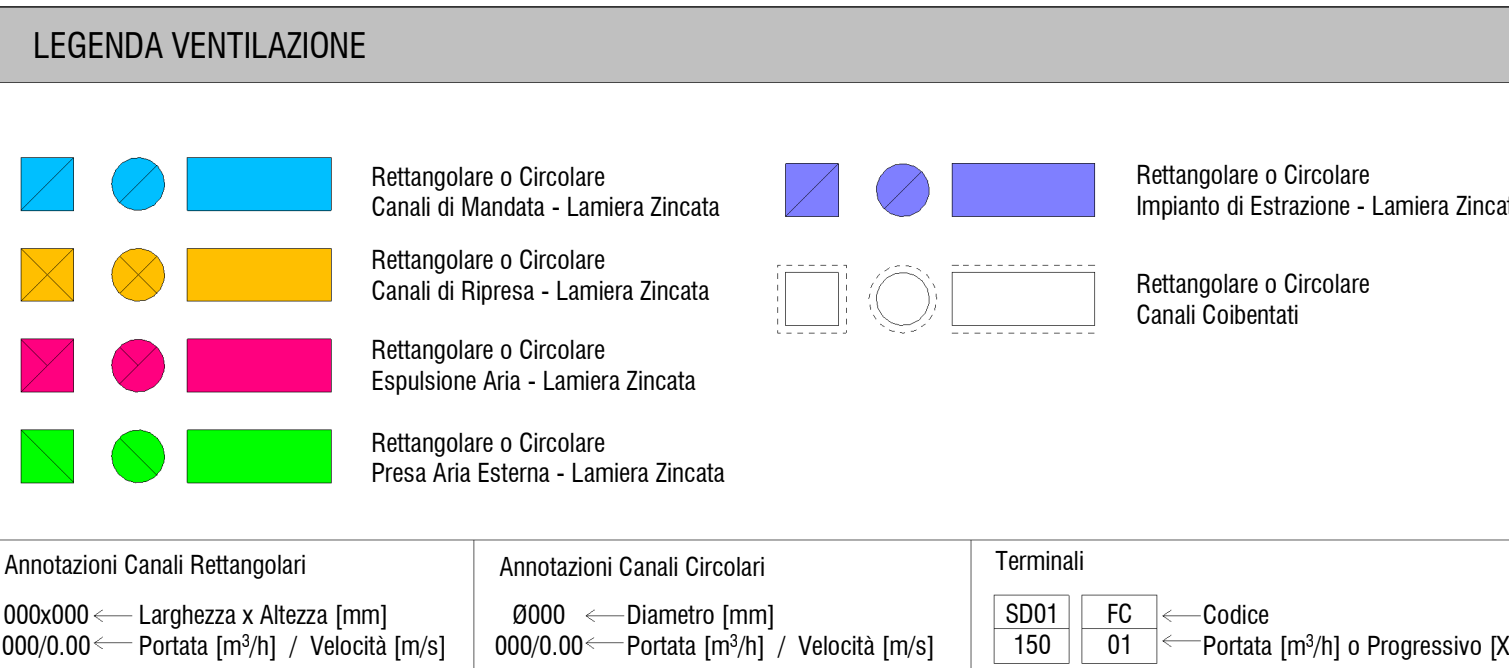 LEGENDA VENTILAZIONE
Rettangolare o Circolare
Canali di Mandata - Lamiera Zincata
Rettangolare o Circolare
Canali di Ripresa - Lamiera Zincata
Rettangolare o Circolare
Espulsione Aria - Lamiera Zincata
Rettangolare o Circolare
Presa Aria Esterna - Lamiera Zincata
Rettangolare o Circolare
Impianto di Estrazione - Lamiera
Rettangolare o Circolare
Canali Coibentati
Annotazioni Canali Rettangolari
000x000 Larghezza x Altezza [mm]
000/0.00 Portata [m³/h] / Velocità [m/s]
Annotazioni Canali Circolari
Ø000 Diametro [mm]
000/0.00 Portata [m³/h] / Velocità [m/s]
Terminali
SD01 FC Codice
150 01 Portata [m³/h] o Progressivo